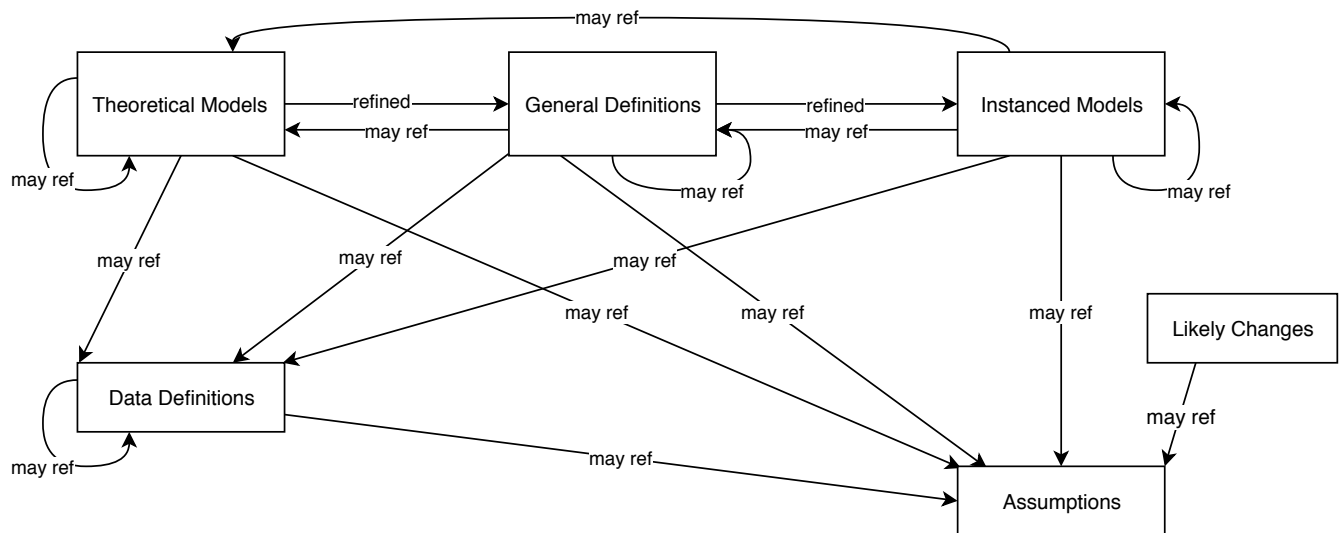 may ref
Theoretical Models
refined
General Definitions
refined
Instanced Models
may ref
may ref
may ref
may ref
may ref
may ref
may ref
may ref
may ref
may ref
may ref
may ref
Likely Changes
Data Definitions
may ref
may ref
may ref
Assumptions